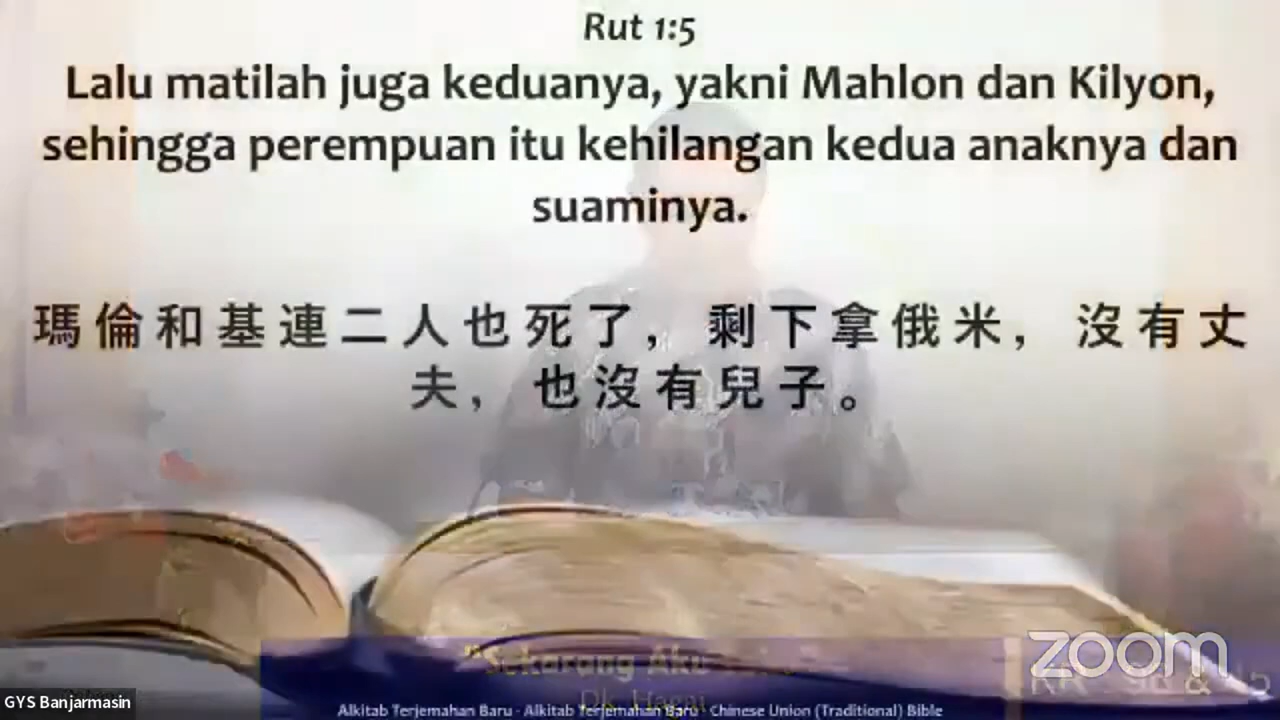 Rut 1:5
Lalu matilah juga keduanya, yakni Mahlon dan Kilyon,
sehingga perempuan itu kehilangan kedua anaknya dan
suaminya.
瑪倫和基連二人也死了，剩下拿俄米，沒有丈
夫，也沒有兒子。
"Sekarang Aku
zoom
GYS Banjarmasin
Alkitab Terjemahan Baru - Alkitab Terjemahan Baru - Chinese Union (Traditional) Bible